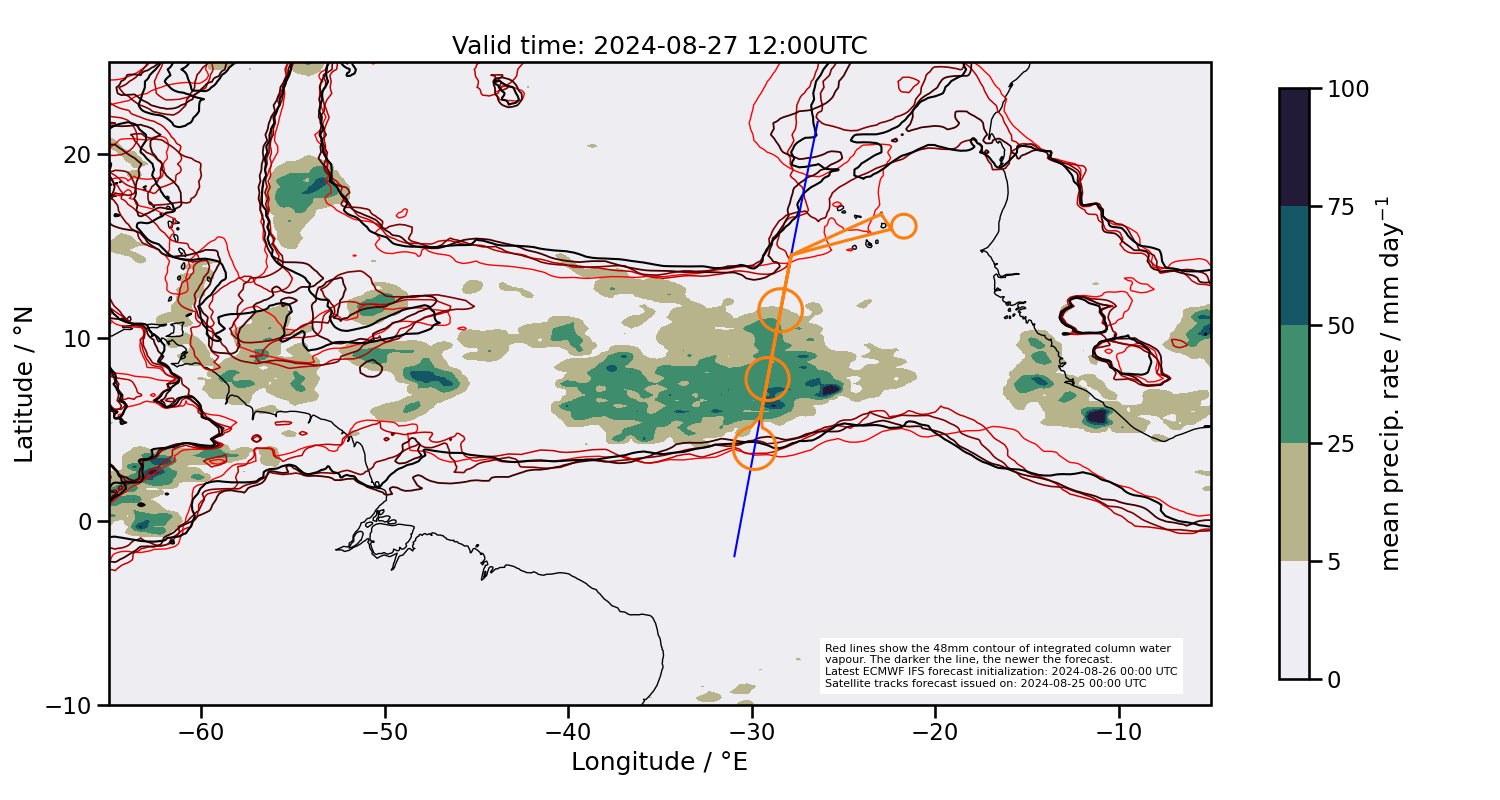 Valid time: 2024-08-27 12:00UTC
20
10
0
−10
Latitude / °N
−60
−50
−40
−30
−20
−10
Longitude / °E
Red lines show the 48mm contour of integrated column water
vapour. The darker the line, the newer the forecast.
Latest ECMWF IFS forecast initialization: 2024-08-26 00:00 UTC
Satellite tracks forecast issued on: 2024-08-25 00:00 UTC
100
75
50
25
5
0
mean precip. rate / mm day⁻¹